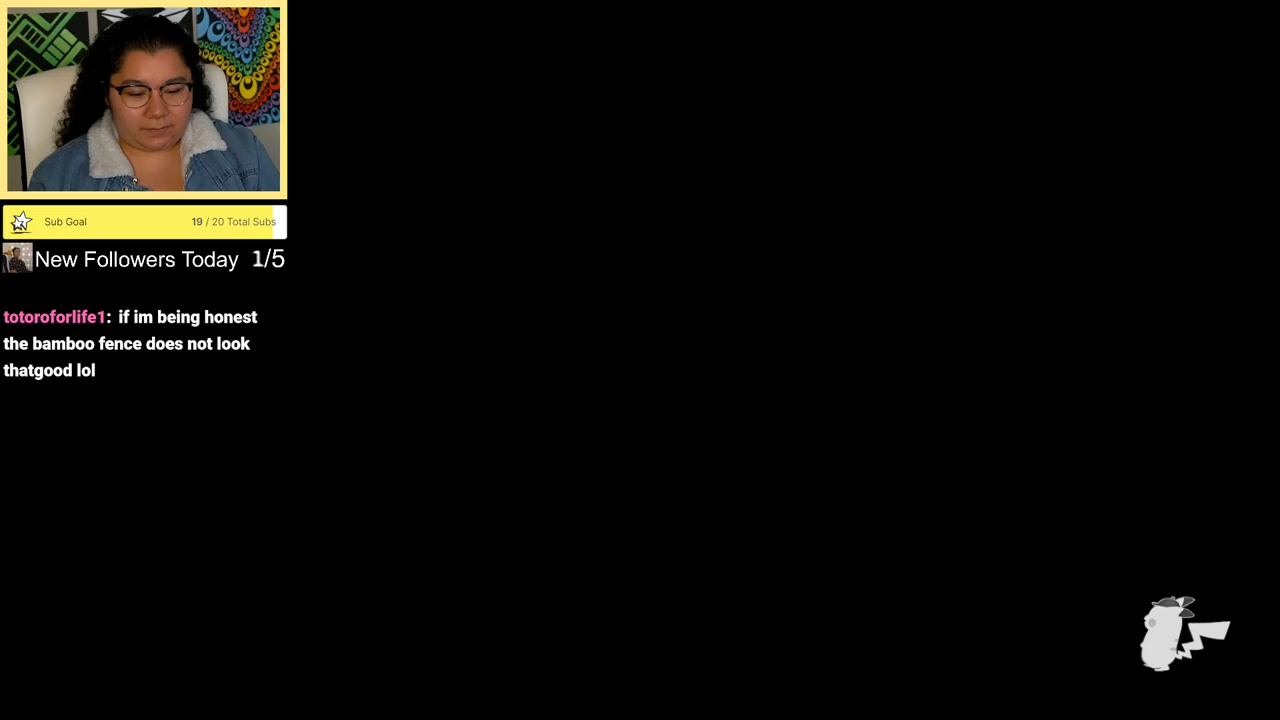 Sub Goal 19 / 20 Total Subs
New Followers Today 1/5
totoroforlife1: if im being honest
the bamboo fence does not look
thatgood lol